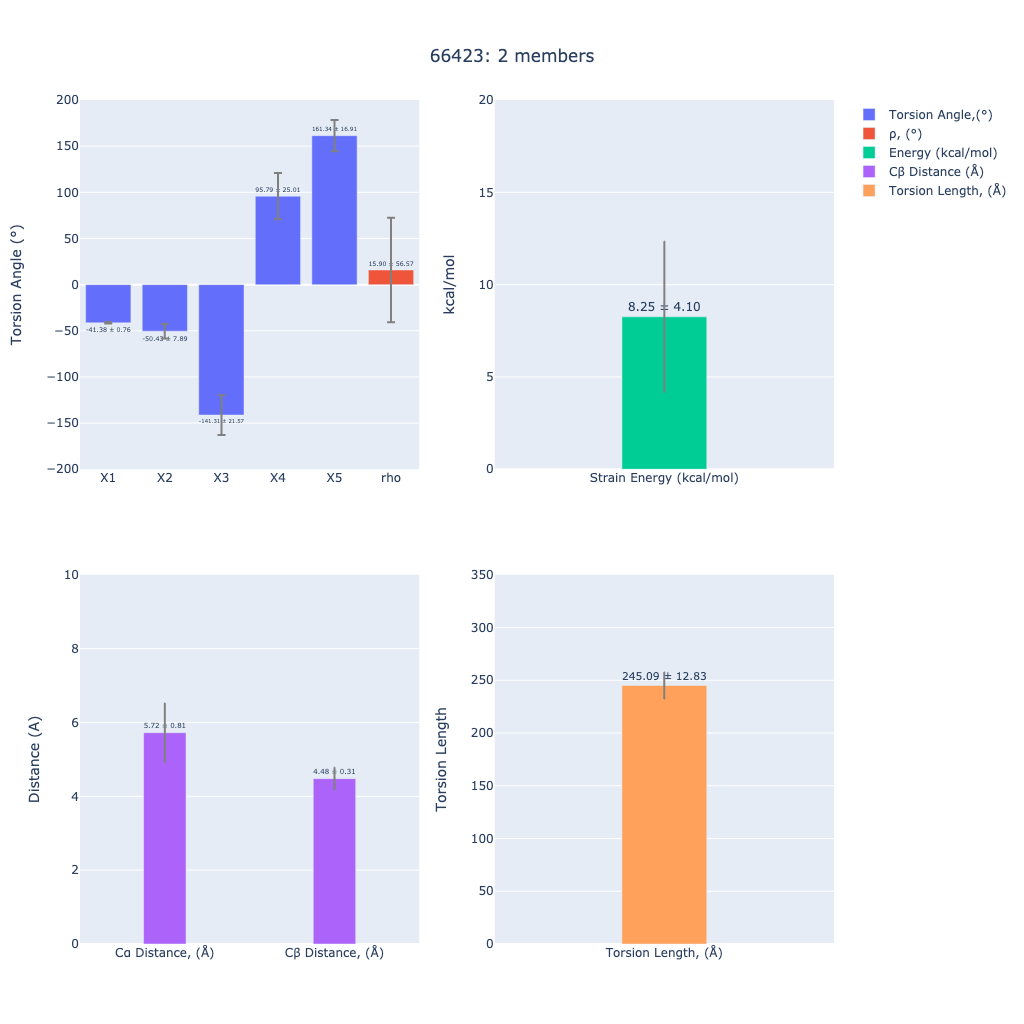 66423: 2 members
Torsion Angle (°)
200
150
100
50
0
−50
−100
−150
−200
161.34 ± 16.91
95.79 ± 25.01
15.90 ± 56.57
-41.38 ± 0.76
-50.43 ± 7.89
-141.31 ± 21.57
X1 X2 X3 X4 X5 rho
kcal/mol
20
15
10
5
0
8.25 ± 4.10
Strain Energy (kcal/mol)
Torsion Angle,(°)
ρ, (°)
Energy (kcal/mol)
Cβ Distance (Å)
Torsion Length, (Å)
Distance (A)
10
8
6
4
2
0
5.72 ± 0.81
4.48 ± 0.31
Cα Distance, (Å) Cβ Distance, (Å)
Torsion Length
350
300
250
200
150
100
50
0
245.09 ± 12.83
Torsion Length, (Å)